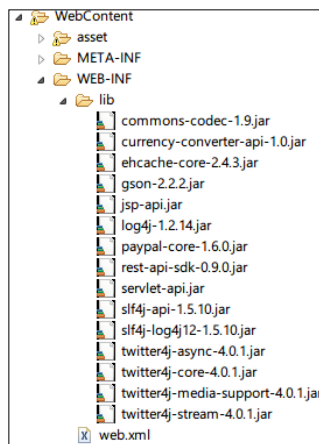 WebContent
asset
META-INF
WEB-INF
lib
commons-codec-1.9.jar
currency-converter-api-1.0.jar
ehcache-core-2.4.3.jar
gson-2.2.2.jar
jsp-api.jar
log4j-1.2.14.jar
paypal-core-1.6.0.jar
rest-api-sdk-0.9.0.jar
servlet-api.jar
slf4j-api-1.5.10.jar
slf4j-log4j12-1.5.10.jar
twitter4j-async-4.0.1.jar
twitter4j-core-4.0.1.jar
twitter4j-media-support-4.0.1.jar
twitter4j-stream-4.0.1.jar
web.xml